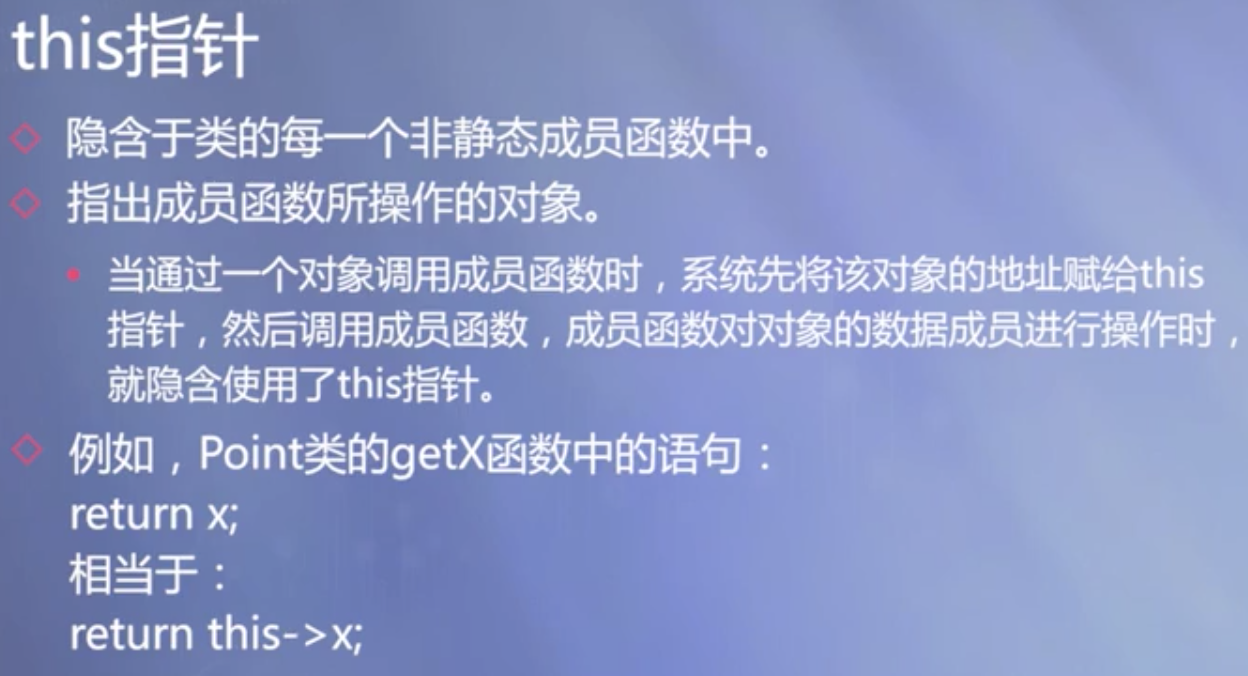 this指针
隐含于类的每一个非静态成员函数中。
指出成员函数所操作的对象。
当通过一个对象调用成员函数时，系统先将该对象的地址赋给this
指针，然后调用成员函数，成员函数对对象的数据成员进行操作时，
就隐含使用了this指针。
例如，Point类的getX函数中的语句：
return x;
相当于：
return this->x;